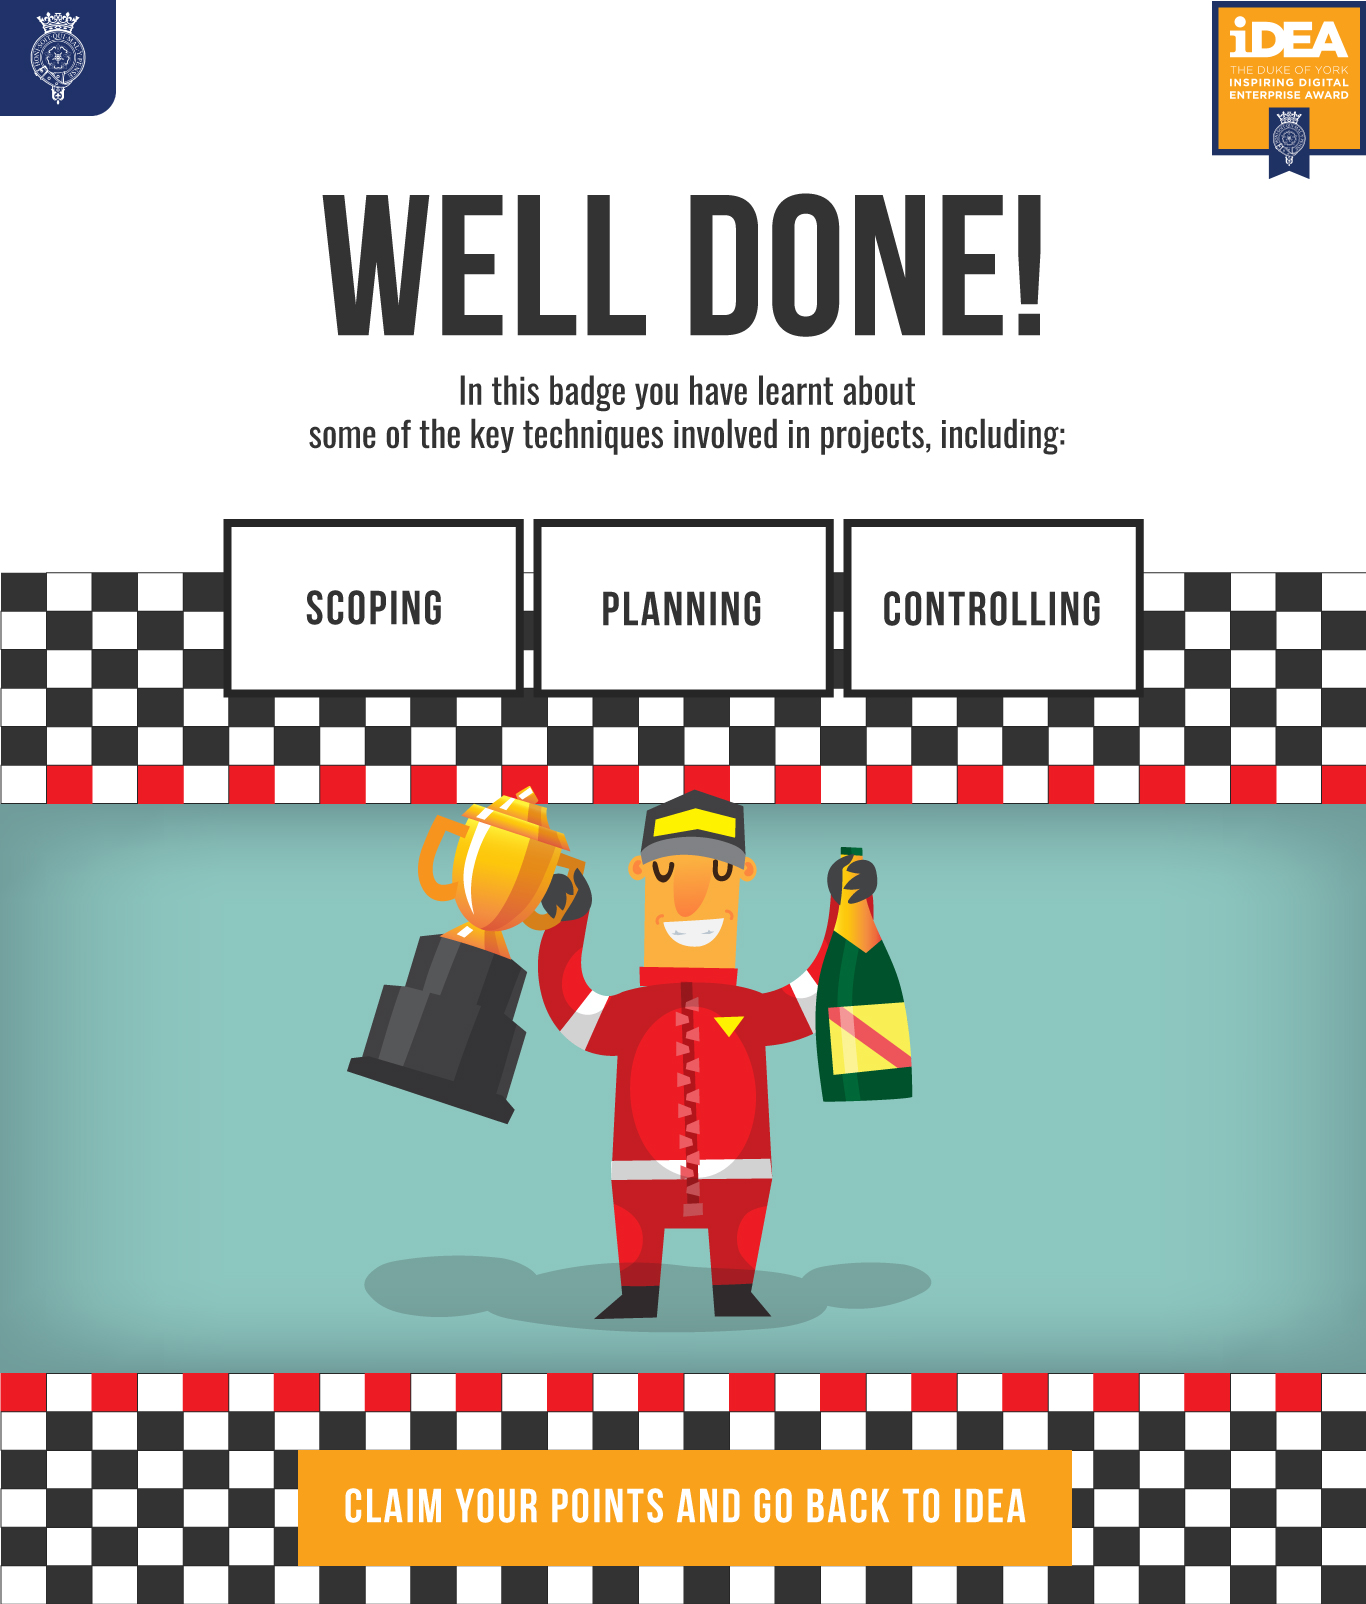 iDEA
THE DUKE OF YORK
INSPIRING DIGITAL
ENTERPRISE AWARD
WELL DONE!
In this badge you have learnt about
some of the key techniques involved in projects, including:
SCOPING
PLANNING
CONTROLLING
CLAIM YOUR POINTS AND GO BACK TO IDEA